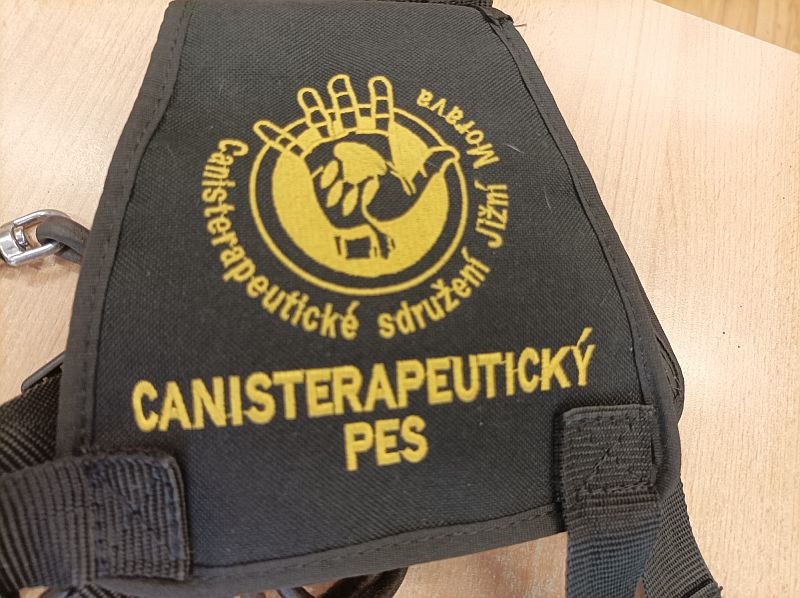 Canisterapeutické sdružení Jižní Morava
CANISTERAPEUTICKÝ
PES